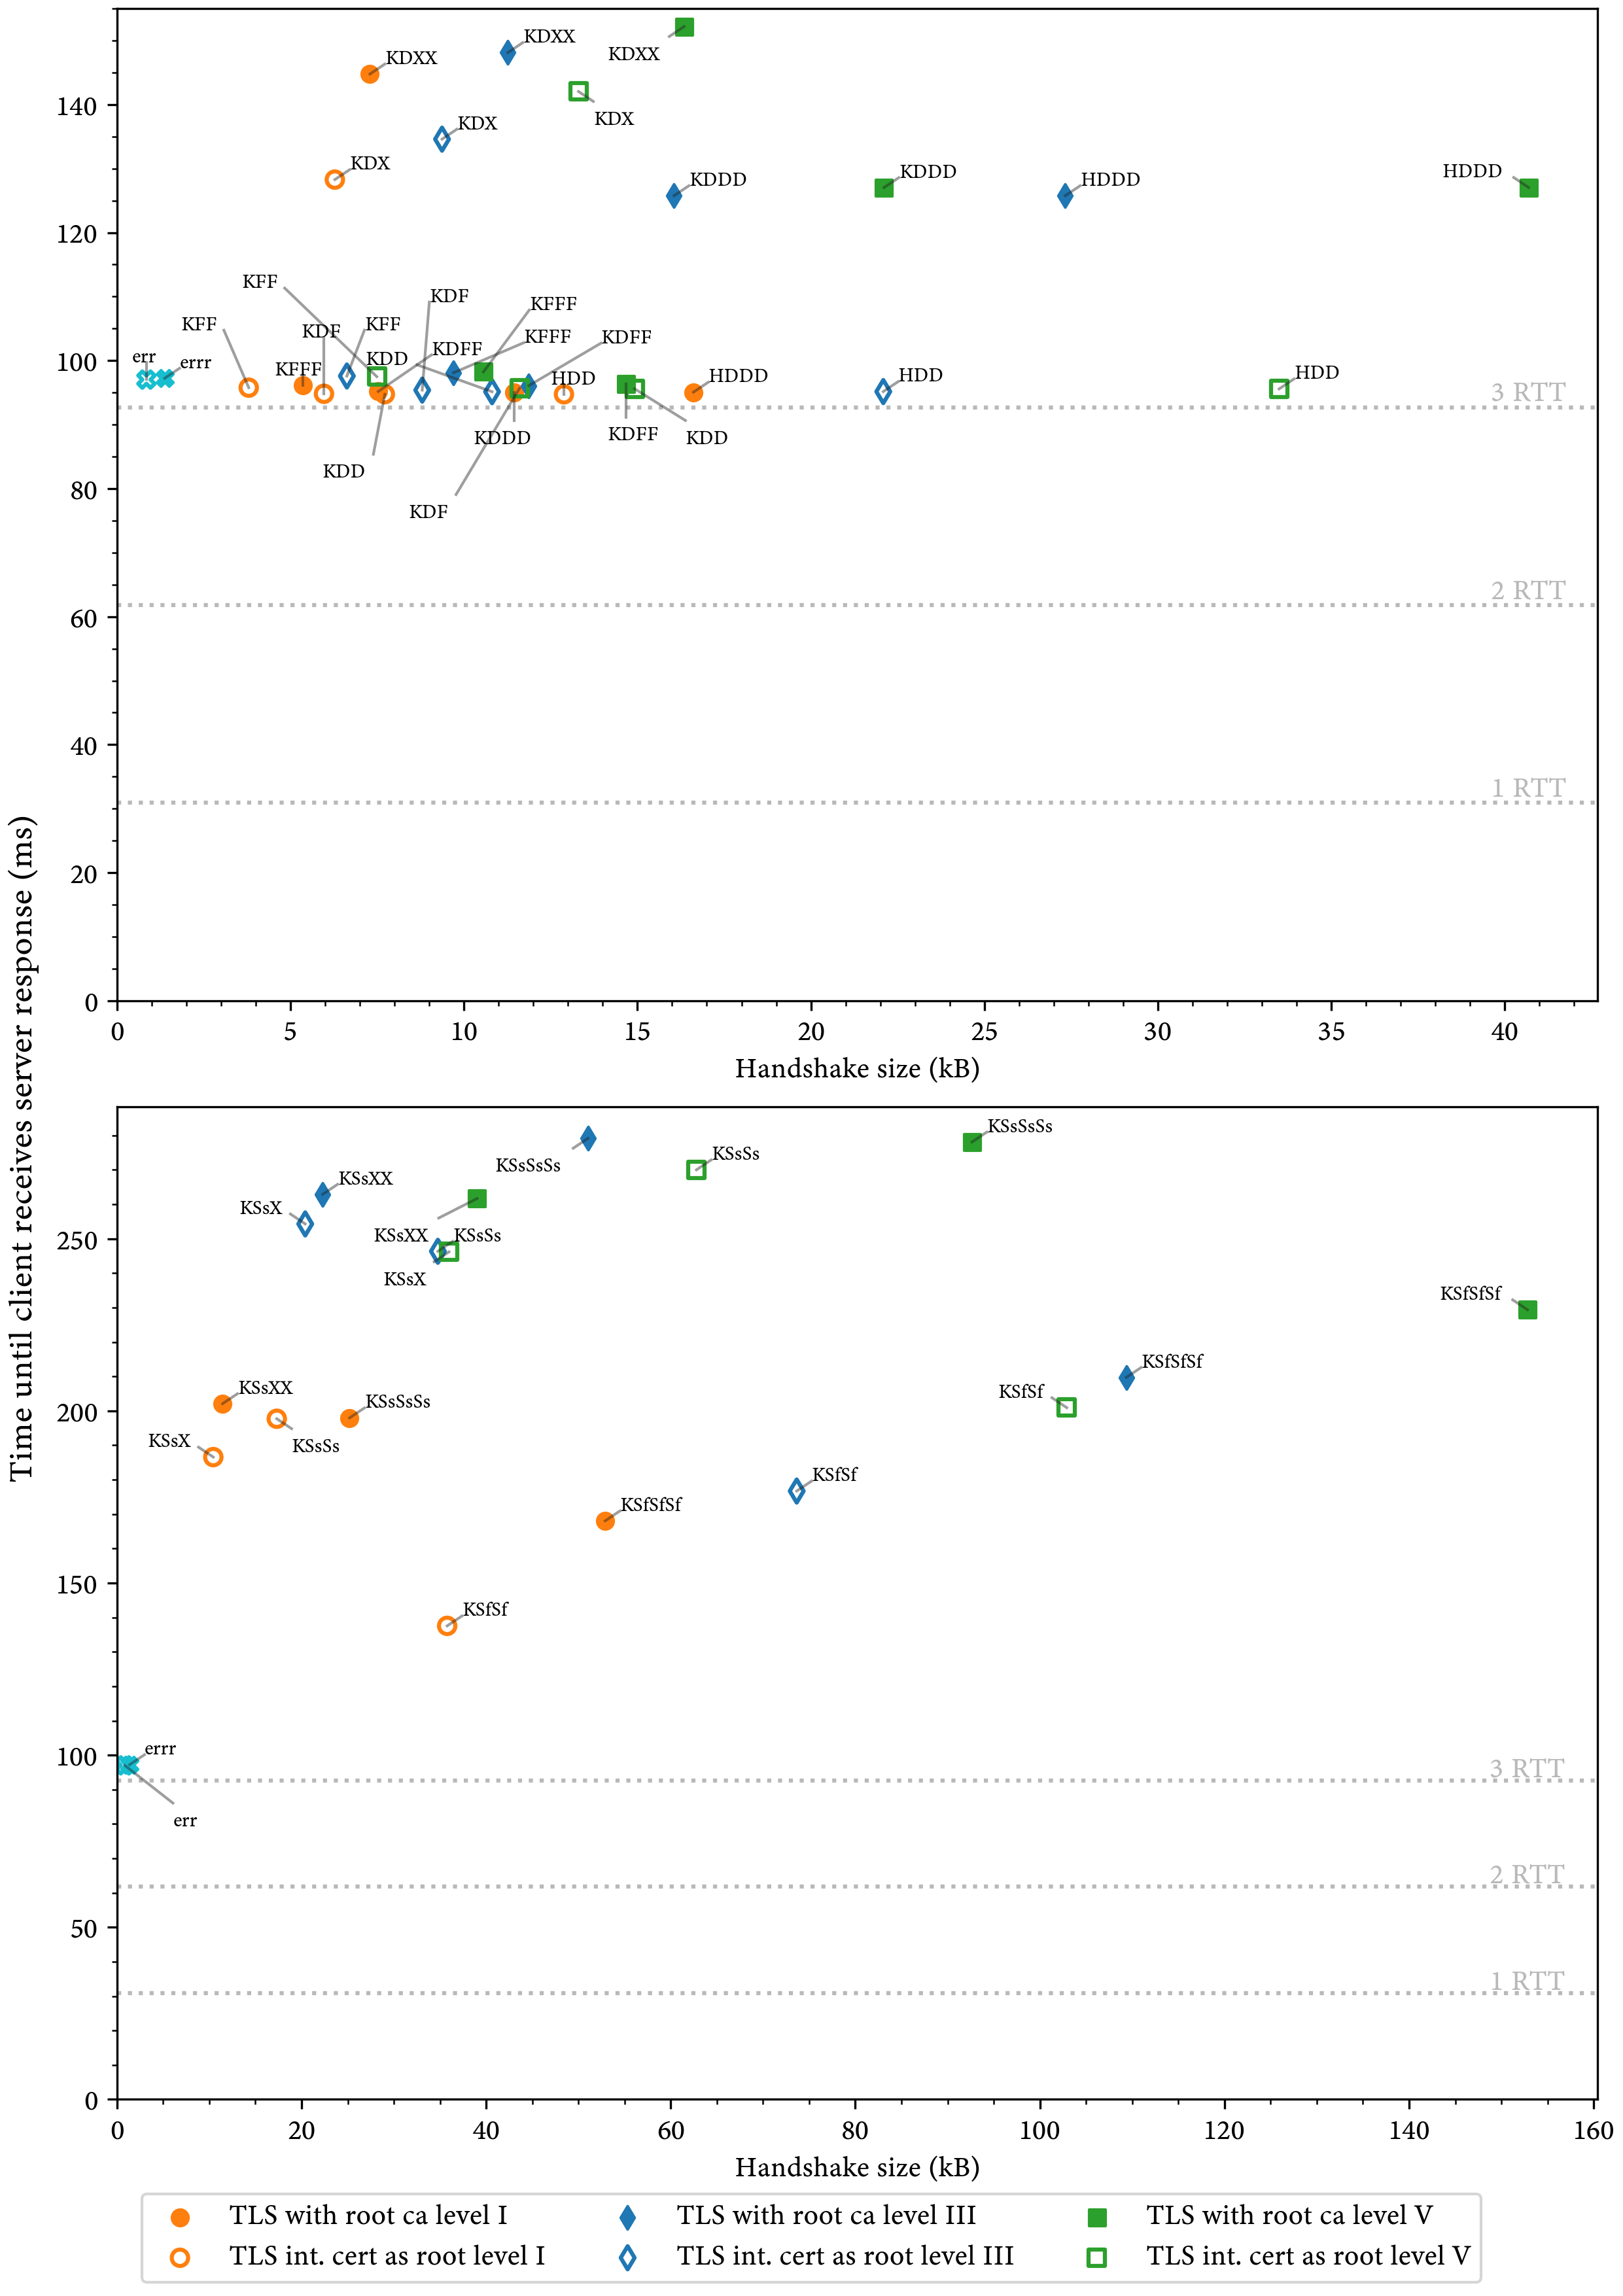 Time until client receives server response (ms)
140
120
100
80
60
40
20
0
KDXX
KDXX
KDXX
KDX
KDX
KDX
KDDD
KDDD
HDDD
HDDD
KFF
KDF
KFFF
KFF
KDF
KFF
KFFF
KDFF
err
errr
KFFF
KDD
KDFF
HDD
HDDD
HDD
HDD
3 RTT
KDDD
KDFF
KDD
KDD
KDF
2 RTT
1 RTT
0
5
10
15
20
25
30
35
40
Handshake size (kB)
250
200
150
100
50
0
KSsSsSs
KSsSsSs
KSsSs
KSsXX
KSsX
KSsXX
KSsSs
KSsX
KSfSfSf
KSfSfSf
KSfSf
KSsXX
KSsSsSs
KSsX
KSsSs
KSfSf
KSfSfSf
KSfSf
errr
err
3 RTT
2 RTT
1 RTT
0
20
40
60
80
100
120
140
160
Handshake size (kB)
TLS with root ca level I
TLS with root ca level III
TLS with root ca level V
TLS int. cert as root level I
TLS int. cert as root level III
TLS int. cert as root level V